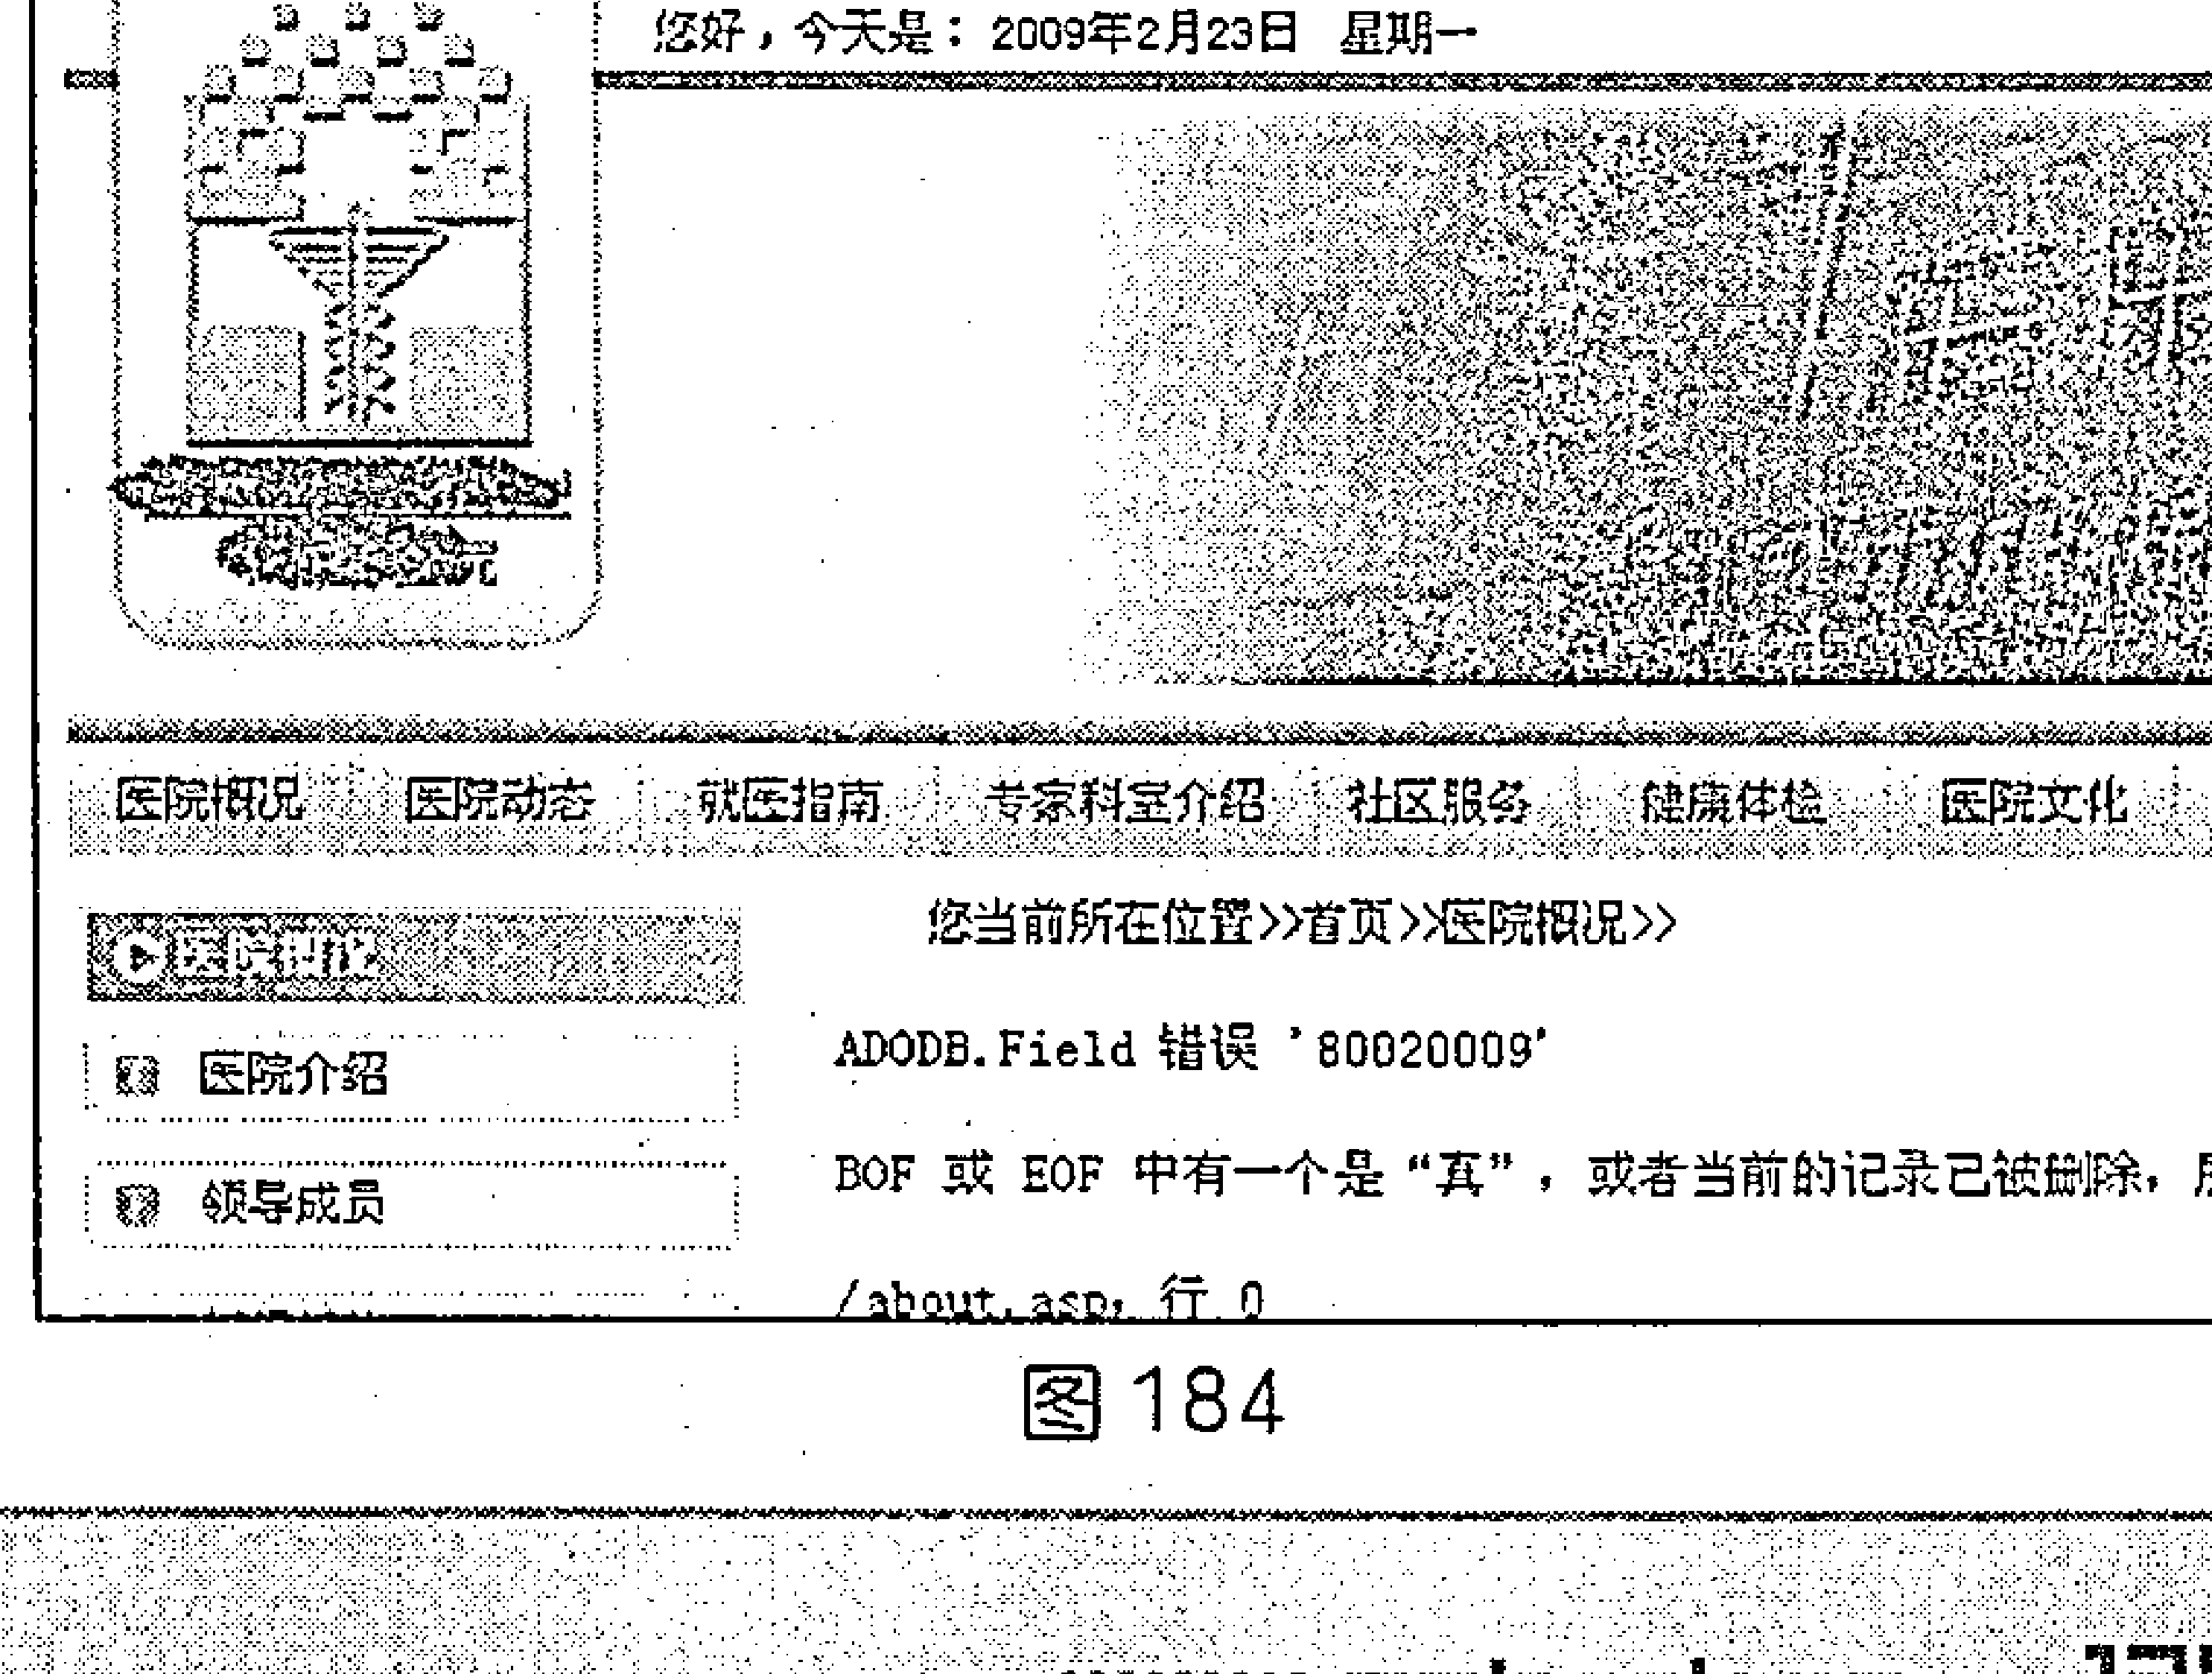 您好，今天是：2009年2月23日 星期一
医院概况 医院动态 就医指南 专家科室介绍 社区服务 健康体检 医院文化
您当前所在位置>>首页>>医院概况>>
医院概况
ADODB.Field 错误 '80020009'
医院介绍
BOF 或 EOF 中有一个是“真”，或者当前的记录已被删除，
领导成员
/about.asp，行 0
图 184